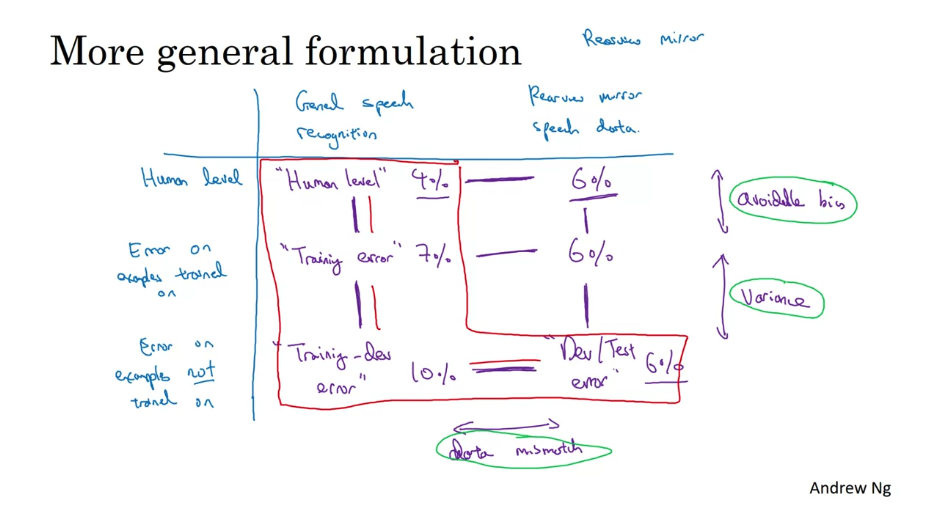 More general formulation
Rearview mirror
General speech
recognition
Rearview mirror
speech data.
Human level
"Human level" 4%
6%
avoidable bias
Error on
examples trained
on
"Training error" 7%
6%
Variance
Error on
examples not
trained on
"Training-dev
error" 10%
"Dev/Test
error" 6%
data mismatch
Andrew Ng